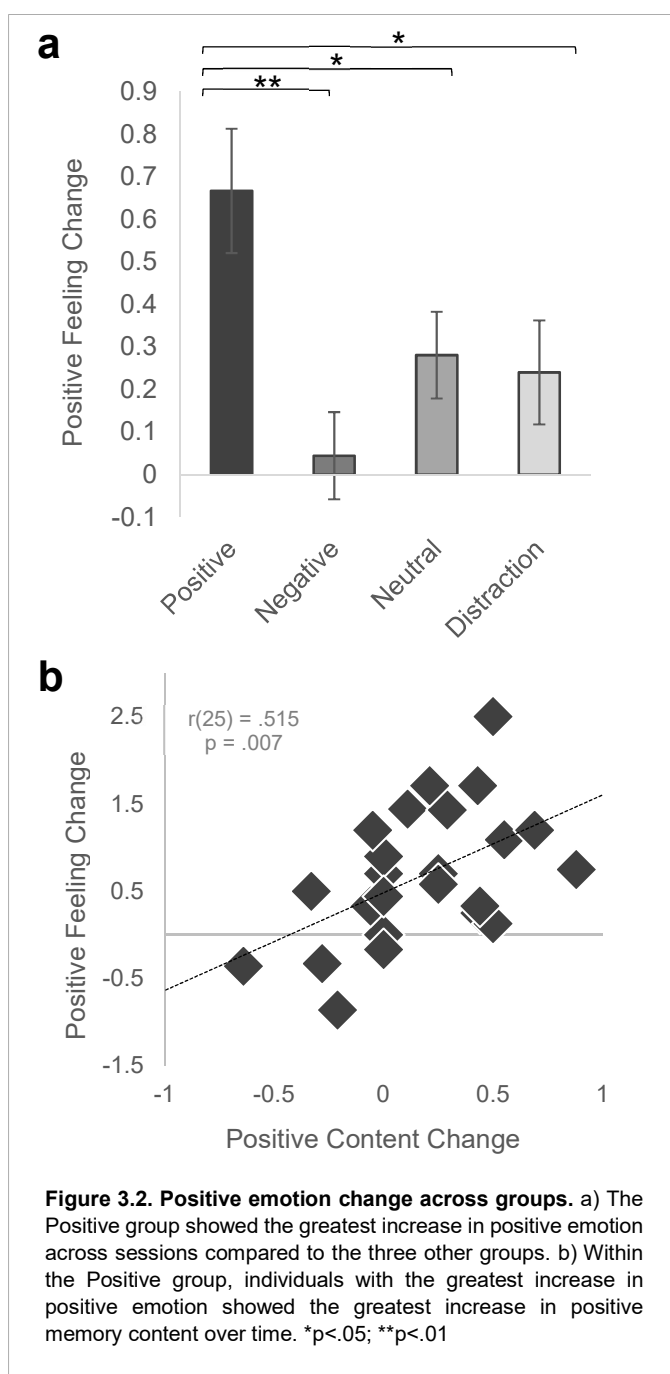 a
*
*
**
0.9
0.8
0.7
0.6
0.5
0.4
0.3
0.2
0.1
0
-0.1
Positive Feeling Change
Positive
Negative
Neutral
Distraction
b
r(25) = .515
p = .007
2.5
1.5
0.5
-0.5
-1.5
Positive Feeling Change
-1
-0.5
0
0.5
1
Positive Content Change
Figure 3.2. Positive emotion change across groups. a) The
Positive group showed the greatest increase in positive emotion
across sessions compared to the three other groups. b) Within
the Positive group, individuals with the greatest increase in
positive emotion showed the greatest increase in positive
memory content over time. *p<.05; **p<.01